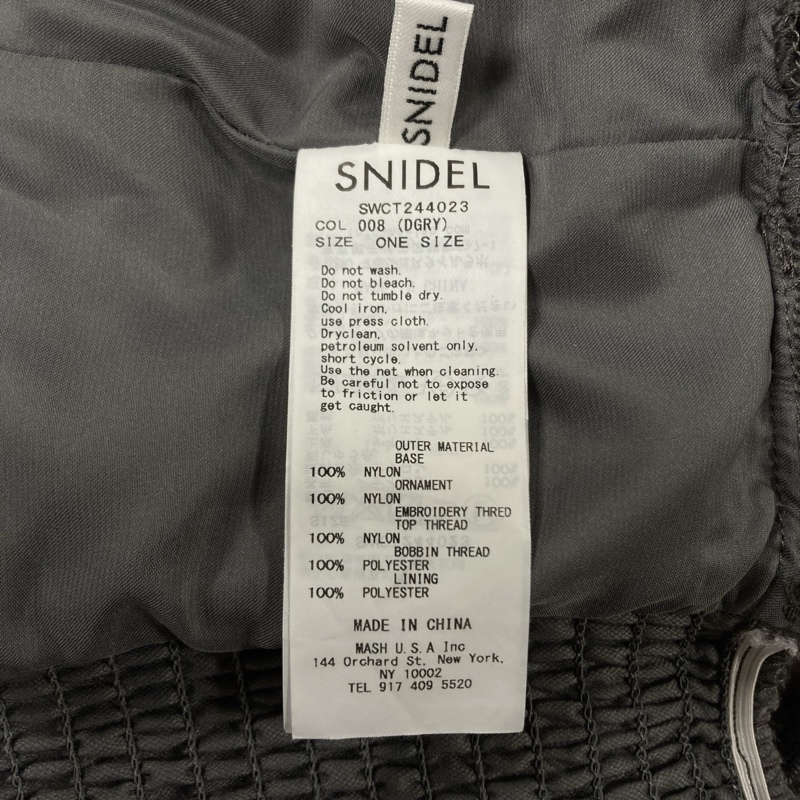 SNIDEL
SNIDEL
SWCT244023
COL 008 (DGRY)
SIZE ONE SIZE
Do not wash.
Do not bleach.
Do not tumble dry.
Cool iron,
use press cloth.
Dryclean,
petroleum solvent only,
short cycle.
Use the net when cleaning.
Be careful not to expose
to friction or let it
get caught.
OUTER MATERIAL
BASE
100% NYLON
ORNAMENT
100% NYLON
EMBROIDERY THRED
TOP THREAD
100% NYLON
BOBBIN THREAD
100% POLYESTER
LINING
100% POLYESTER
MADE IN CHINA
MASH U.S.A Inc
144 Orchard St. New York,
NY 10002
TEL 917 409 5520